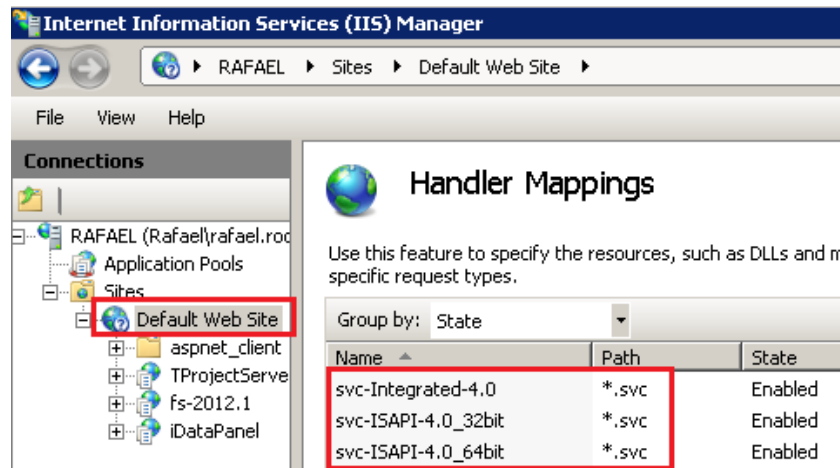 Internet Information Services (IIS) Manager
RAFAEL Sites Default Web Site
File View Help
Connections
RAFAEL (Rafael\rafael.roc
Application Pools
Sites
Default Web Site
aspnet_client
TProjectServe
fs-2012.1
iDataPanel
Handler Mappings
Use this feature to specify the resources, such as DLLs and m
specific request types.
Group by: State
Name Path State
svc-Integrated-4.0 *.svc Enabled
svc-ISAPI-4.0_32bit *.svc Enabled
svc-ISAPI-4.0_64bit *.svc Enabled